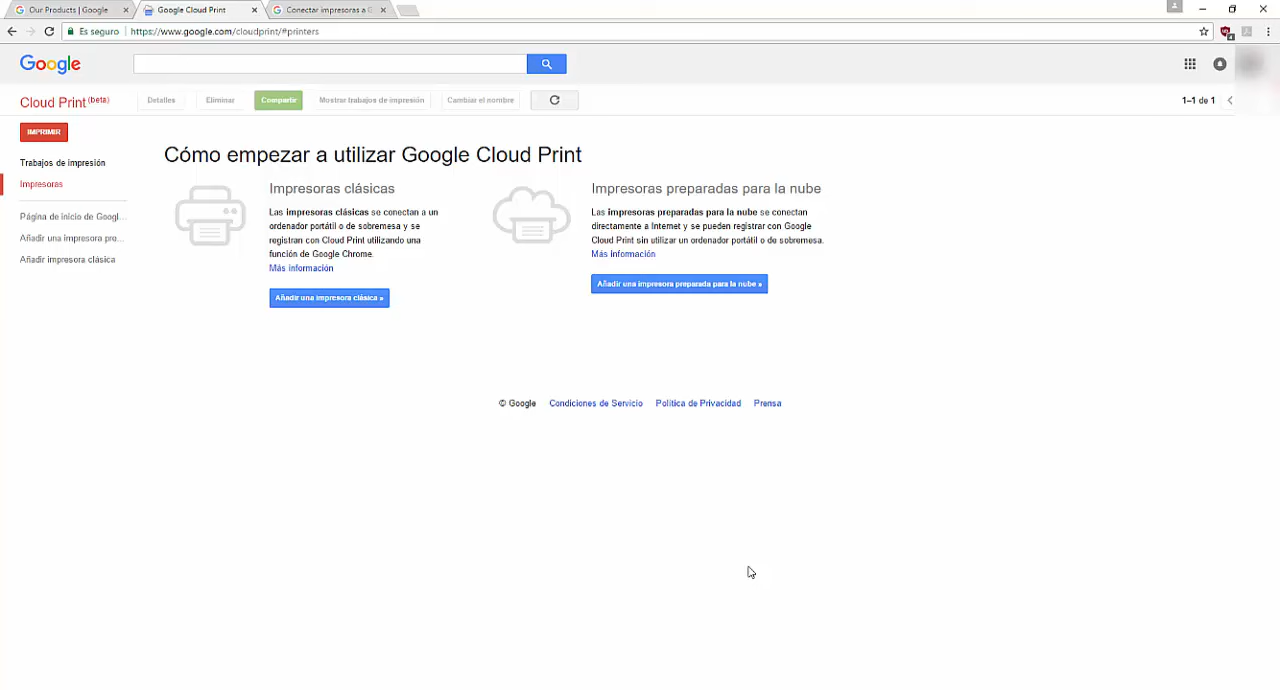 Our Products | Google
Google Cloud Print
Conectar impresoras a G
Es seguro
https://www.google.com/cloudprint/#printers
Google
Cloud Print (beta)
Detalles
Eliminar
Compartir
Mostrar trabajos de impresión
Cambiar el nombre
1–1 de 1
IMPRIMIR
Trabajos de impresión
Impresoras
Página de inicio de Googl...
Añadir una impresora pre...
Añadir impresora clásica
Cómo empezar a utilizar Google Cloud Print
Impresoras clásicas
Las impresoras clásicas se conectan a un
ordenador portátil o de sobremesa y se
registran con Cloud Print utilizando una
función de Google Chrome.
Más información
Añadir una impresora clásica »
Impresoras preparadas para la nube
Las impresoras preparadas para la nube se conectan
directamente a Internet y se pueden registrar con Google
Cloud Print sin utilizar un ordenador portátil o de sobremesa.
Más información
Añadir una impresora preparada para la nube »
© Google
Condiciones de Servicio
Política de Privacidad
Prensa